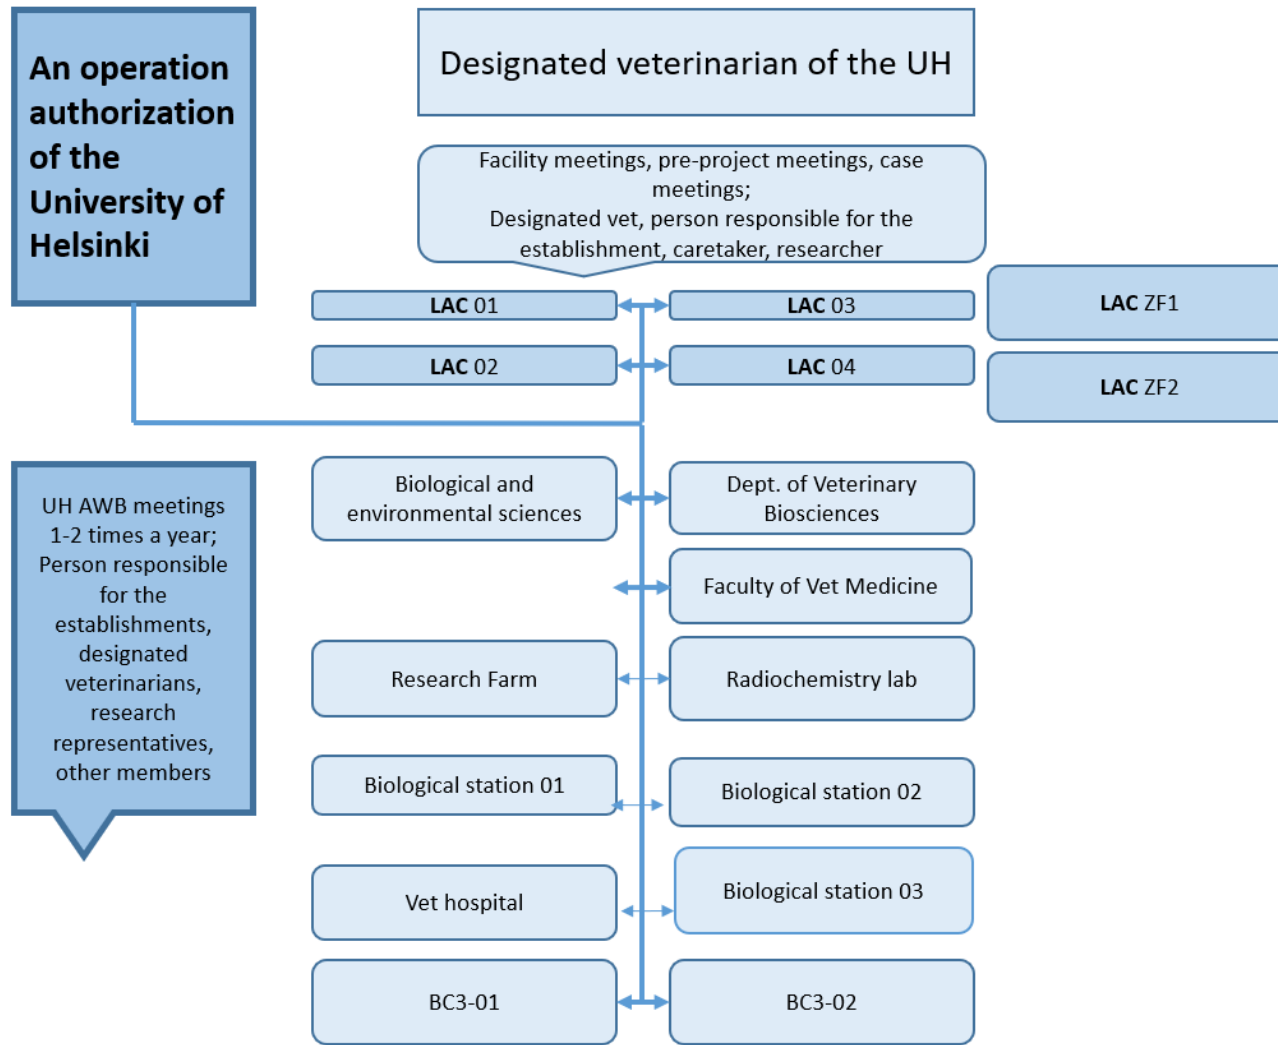 An operation
authorization
of the
University of
Helsinki
Designated veterinarian of the UH
Facility meetings, pre-project meetings, case
meetings;
Designated vet, person responsible for the
establishment, caretaker, researcher
LAC 01
LAC 03
LAC ZF1
LAC 02
LAC 04
LAC ZF2
UH AWB meetings
1-2 times a year;
Person responsible
for the
establishments,
designated
veterinarians,
research
representatives,
other members
Biological and
environmental sciences
Dept. of Veterinary
Biosciences
Faculty of Vet Medicine
Research Farm
Radiochemistry lab
Biological station 01
Biological station 02
Vet hospital
Biological station 03
BC3-01
BC3-02